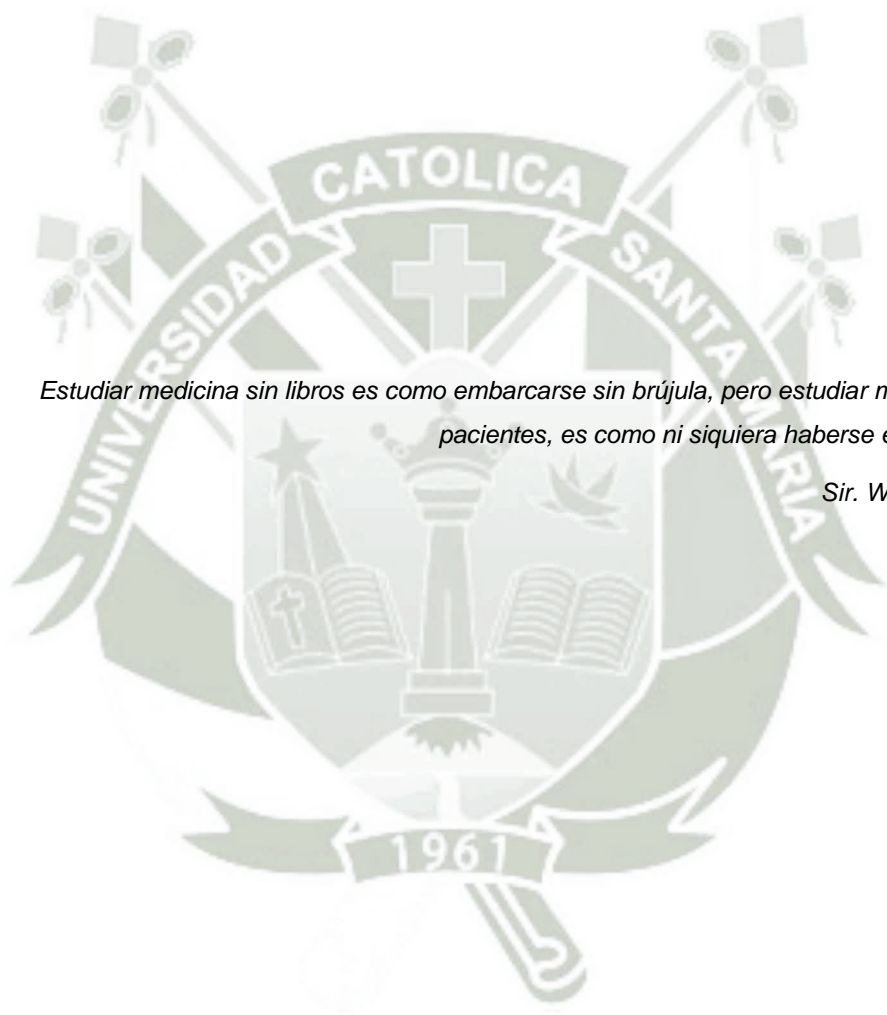 UNIVERSIDAD CATOLICA SANTA MARIA
Estudiar medicina sin libros es como embarcarse sin brújula, pero estudiar
pacientes, es como ni siquiera haberse
Sir.
1961